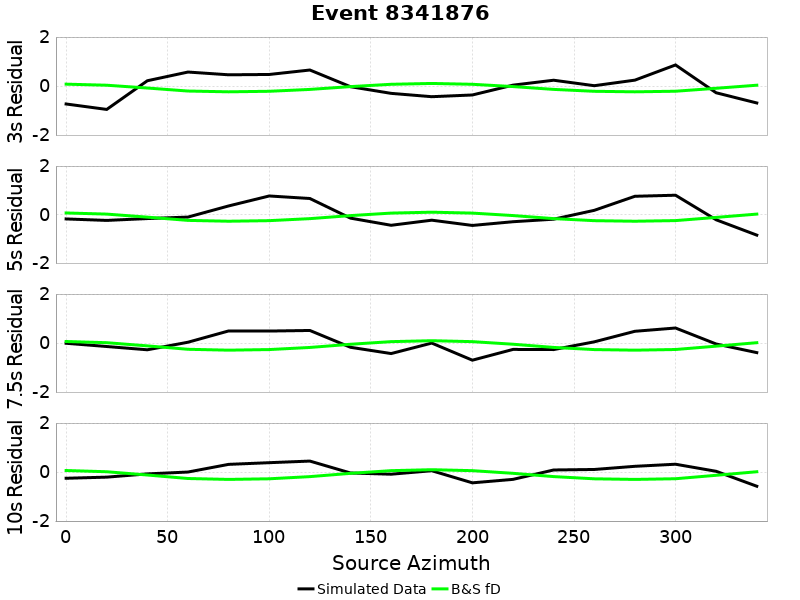 Event 8341876
3s Residual
2
0
-2
5s Residual
2
0
-2
7.5s Residual
2
0
-2
10s Residual
2
0
-2
0 50 100 150 200 250 300
Source Azimuth
Simulated Data B&S fD